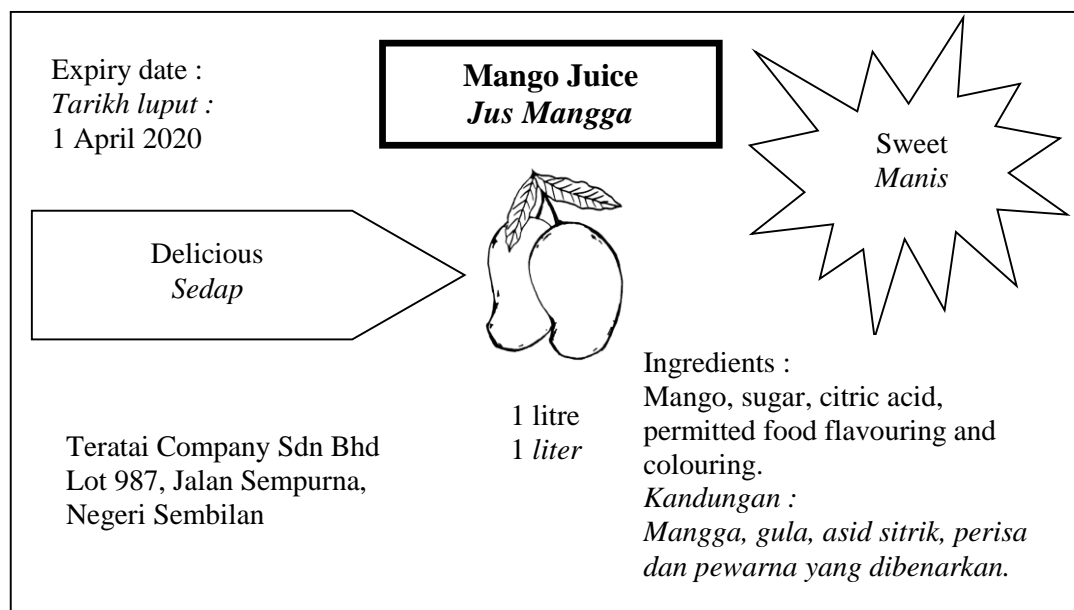 Expiry date :
Tarikh luput :
1 April 2020
Mango Juice
Jus Mangga
Sweet
Manis
Delicious
Sedap
Teratai Company Sdn Bhd
Lot 987, Jalan Sempurna,
Negeri Sembilan
1 litre
1 liter
Ingredients :
Mango, sugar, citric acid,
permitted food flavouring and
colouring.
Kandungan :
Mangga, gula, asid sitrik, perisa
dan pewarna yang dibenarkan.